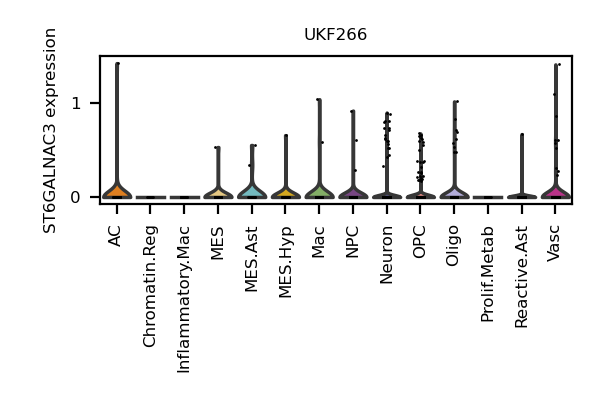 UKF266
ST6GALNAC3 expression
1
0
AC
Chromatin.Reg
Inflammatory.Mac
MES
MES.Ast
MES.Hyp
Mac
NPC
Neuron
OPC
Oligo
Prolif.Metab
Reactive.Ast
Vasc